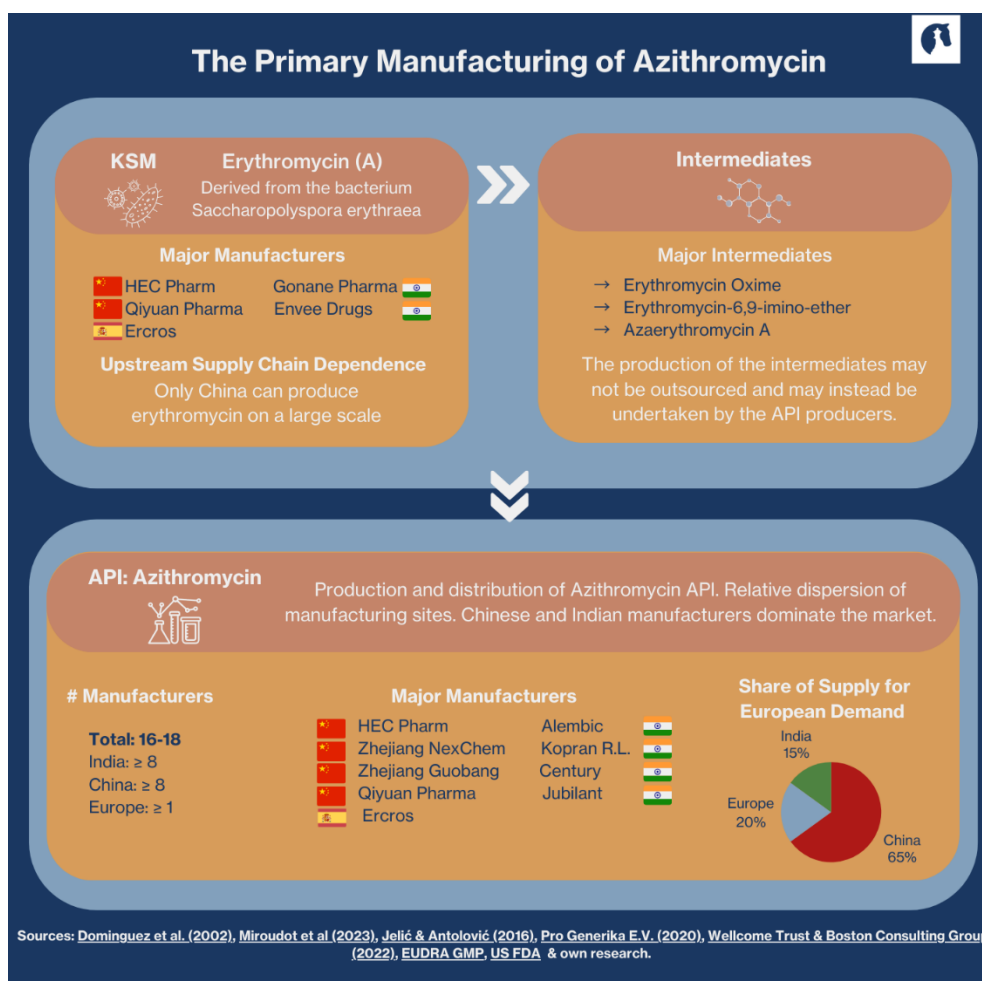 The Primary Manufacturing of Azithromycin
KSM
Erythromycin (A)
Derived from the bacterium
Saccharopolyspora erythraea
Major Manufacturers
HEC Pharm
Gonane Pharma
Qiyuan Pharma
Envee Drugs
Ercros
Upstream Supply Chain Dependence
Only China can produce
erythromycin on a large scale
Intermediates
Major Intermediates
→ Erythromycin Oxime
→ Erythromycin-6,9-imino-ether
→ Azaerythromycin A
The production of the intermediates may
not be outsourced and may instead be
undertaken by the API producers.
API: Azithromycin
Production and distribution of Azithromycin API. Relative dispersion of
manufacturing sites. Chinese and Indian manufacturers dominate the market.
# Manufacturers
Total: 16-18
India: ≥ 8
China: ≥ 8
Europe: ≥ 1
Major Manufacturers
HEC Pharm
Alembic
Zhejiang NexChem
Kopran R.L.
Zhejiang Guobang
Century
Qiyuan Pharma
Jubilant
Ercros
Share of Supply for
European Demand
India
15%
Europe
20%
China
65%
Sources: Dominguez et al. (2002), Miroudot et al (2023), Jelić & Antolović (2016), Pro Generika E.V. (2020), Wellcome Trust & Boston Consulting Group
(2022), EUDRA GMP, US FDA & own research.